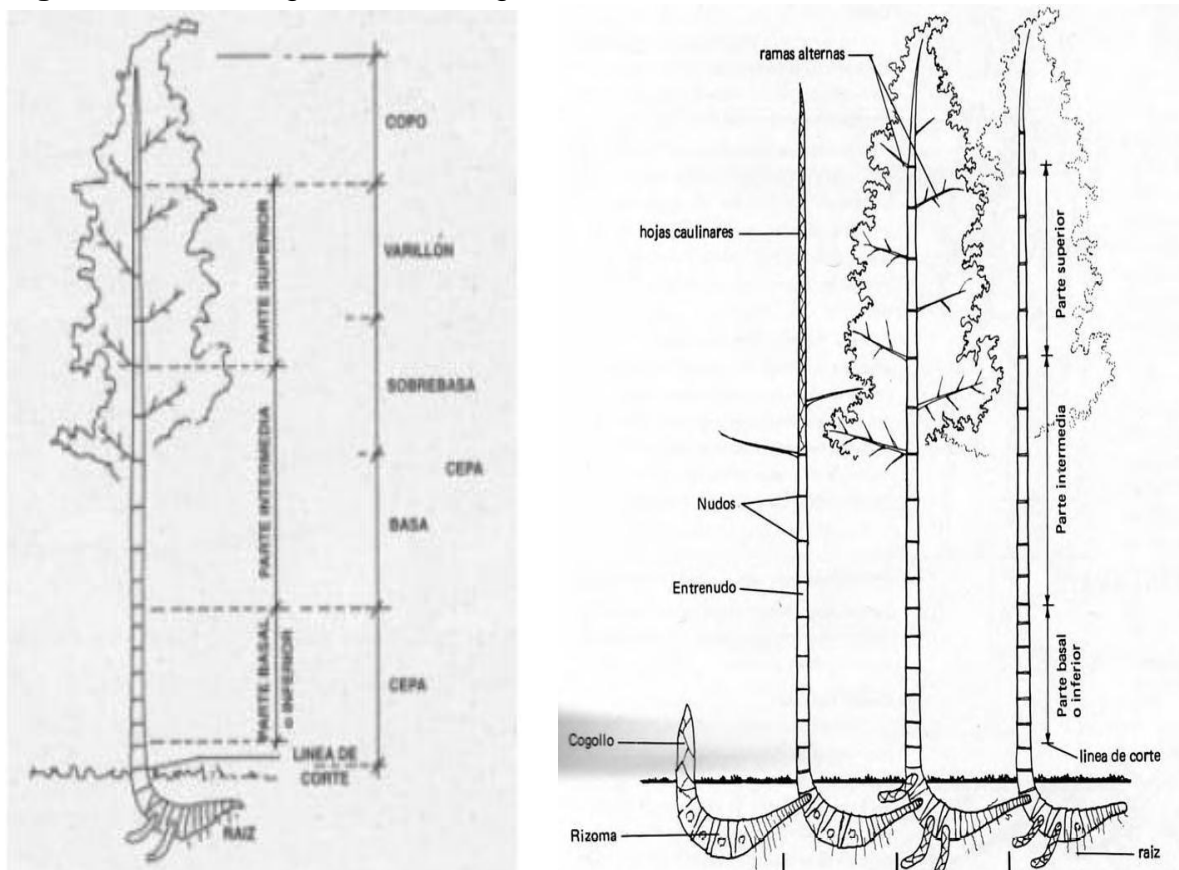 COPO
VARILLÓN
SOBREBASA
CEPA
BASA
CEPA
PARTE SUPERIOR
PARTE INTERMEDIA
PARTE BASAL
o INFERIOR
LINEA DE
CORTE
RAIZ
ramas alternas
hojas caulinares
Nudos
Entrenudo
Cogollo
Rizoma
Parte superior
Parte intermedia
Parte basal
o inferior
linea de corte
raiz